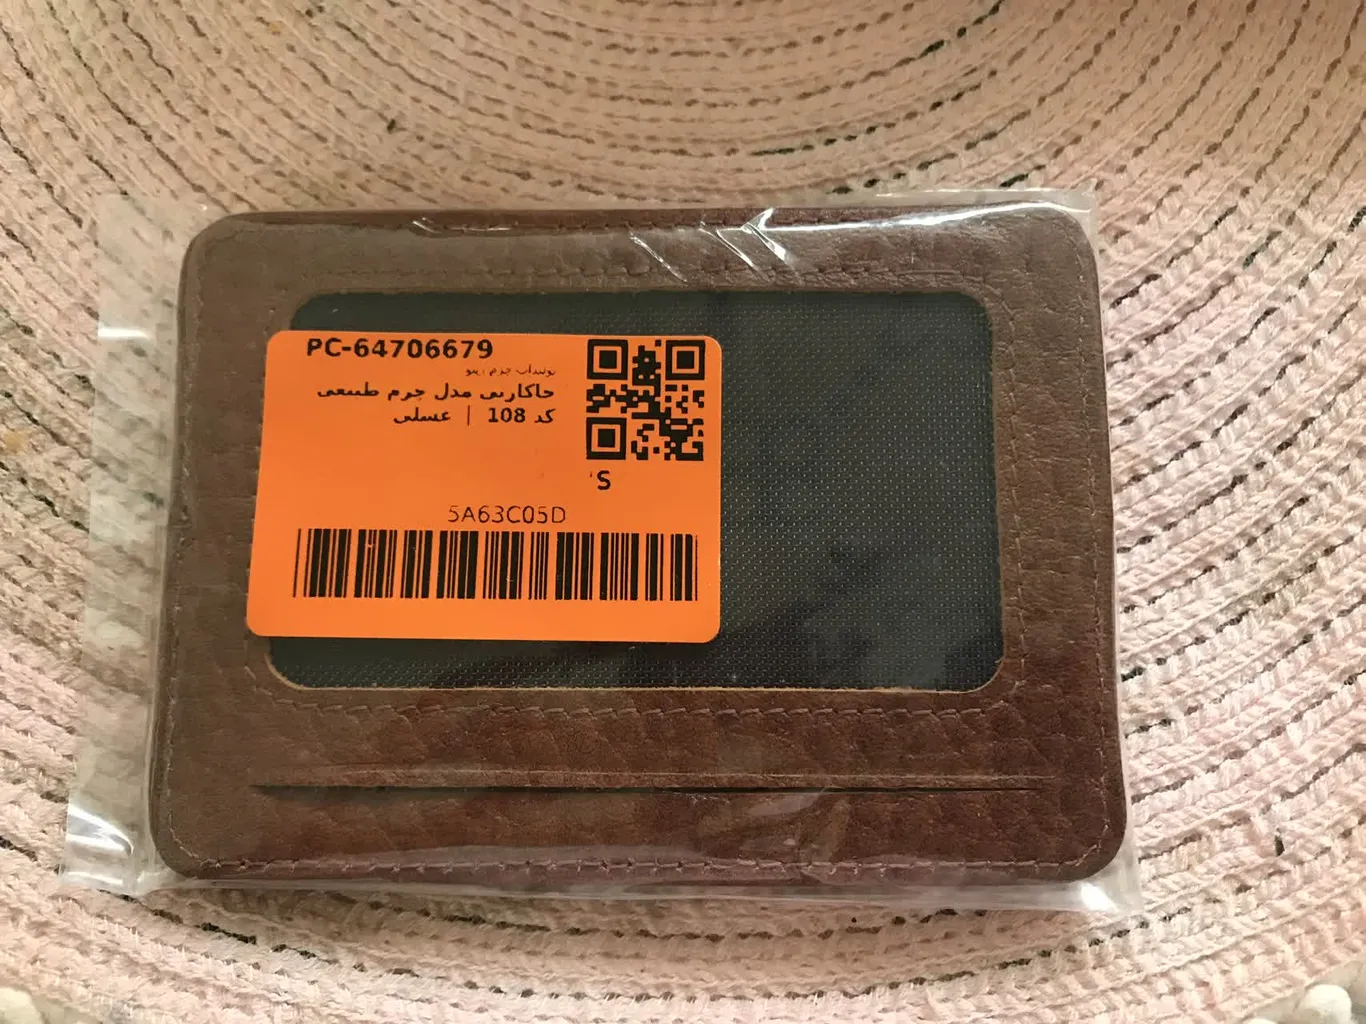 PC-64706679
جاکارتی مدل چرم طبیعی
کد 108 | عسلی
S
5A63C05D